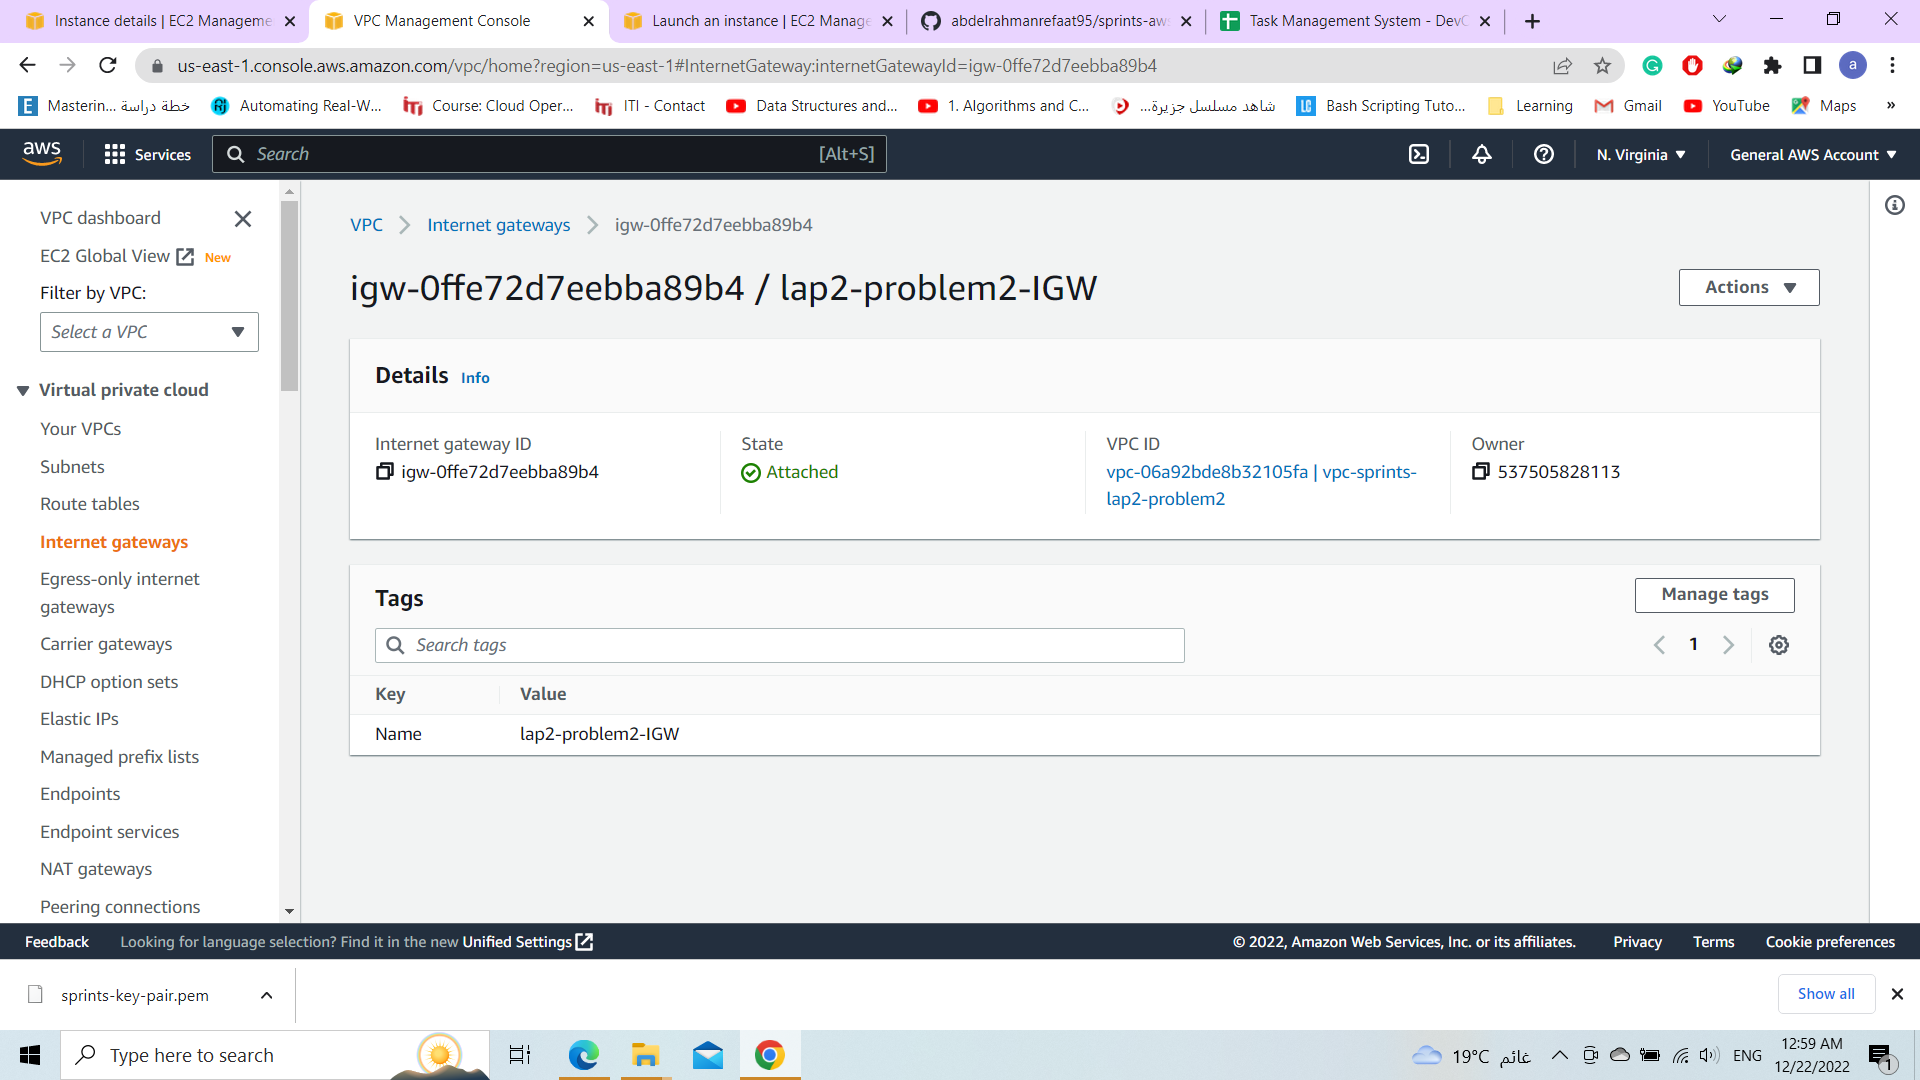 Instance details | EC2 Manageme
VPC Management Console
Launch an instance | EC2 Manage
abdelrahmanrefaat95/sprints-aws
Task Management System - DevO
us-east-1.console.aws.amazon.com/vpc/home?region=us-east-1#InternetGateway:internetGatewayId=igw-0ffe72d7eebba89b4
a
Masterin... خطة دراسة
Automating Real-W...
Course: Cloud Oper...
ITI - Contact
Data Structures and...
1. Algorithms and C...
شاهد مسلسل جزيرة...
Bash Scripting Tuto...
Learning
Gmail
YouTube
Maps
»
aws
Services
Search
[Alt+S]
N. Virginia
General AWS Account
VPC dashboard
EC2 Global View New
Filter by VPC:
Select a VPC
Virtual private cloud
Your VPCs
Subnets
Route tables
Internet gateways
Egress-only internet
gateways
Carrier gateways
DHCP option sets
Elastic IPs
Managed prefix lists
Endpoints
Endpoint services
NAT gateways
Peering connections
VPC
Internet gateways
igw-0ffe72d7eebba89b4
igw-0ffe72d7eebba89b4 / lap2-problem2-IGW
Actions
Details Info
Internet gateway ID
igw-0ffe72d7eebba89b4
State
Attached
VPC ID
vpc-06a92bde8b32105fa | vpc-sprints-
lap2-problem2
Owner
537505828113
Tags
Manage tags
Search tags
1
Key Value
Name lap2-problem2-IGW
Feedback
Looking for language selection? Find it in the new Unified Settings
© 2022, Amazon Web Services, Inc. or its affiliates.
Privacy
Terms
Cookie preferences
sprints-key-pair.pem
Show all
Type here to search
19°C غائم
ENG
12:59 AM
12/22/2022
1